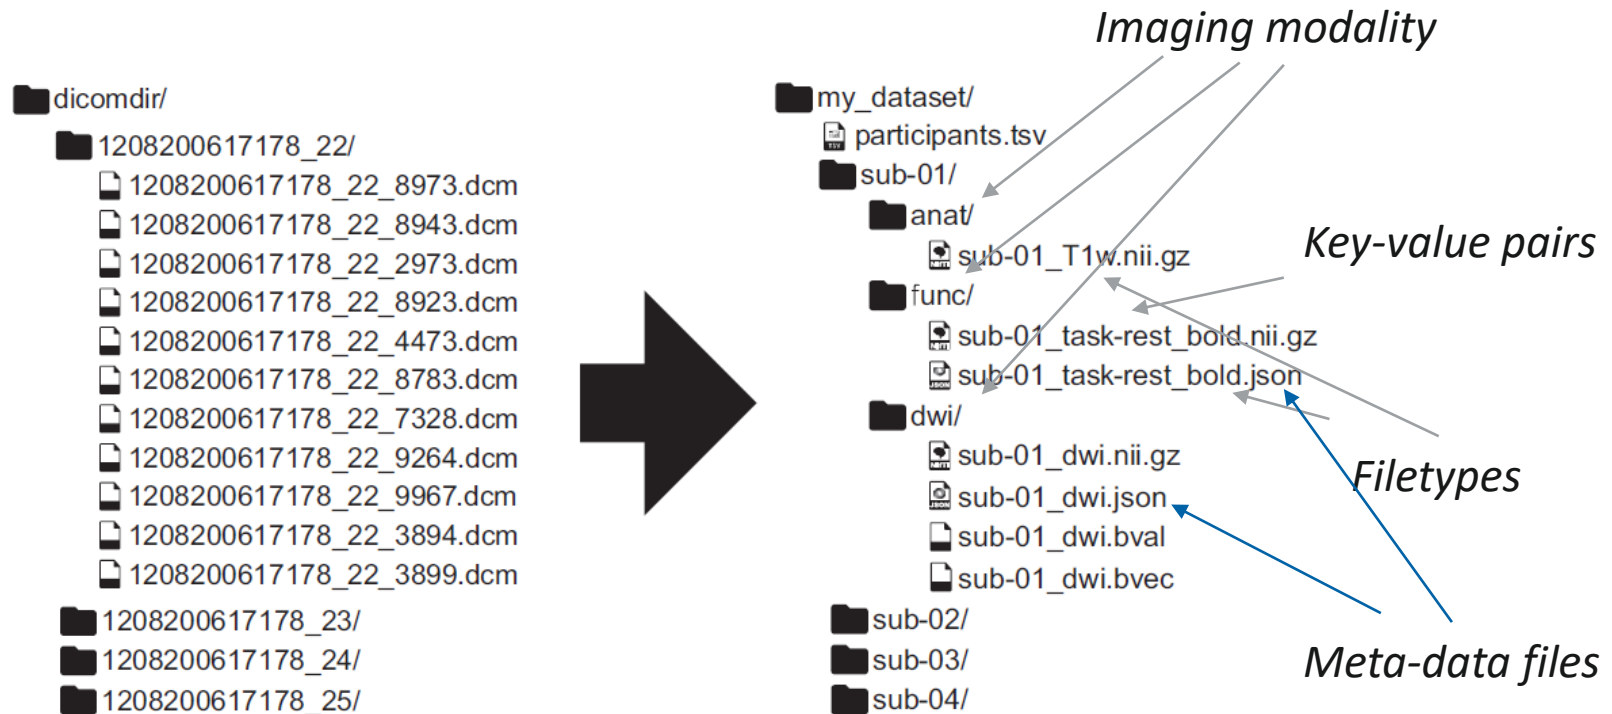 Imaging modality
dicomdir/
1208200617178_22/
1208200617178_22_8973.dcm
1208200617178_22_8943.dcm
1208200617178_22_2973.dcm
1208200617178_22_8923.dcm
1208200617178_22_4473.dcm
1208200617178_22_8783.dcm
1208200617178_22_7328.dcm
1208200617178_22_9264.dcm
1208200617178_22_9967.dcm
1208200617178_22_3894.dcm
1208200617178_22_3899.dcm
1208200617178_23/
1208200617178_24/
1208200617178_25/
my_dataset/
participants.tsv
sub-01/
anat/
sub-01_T1w.nii.gz
func/
sub-01_task-rest_bold.nii.gz
sub-01_task-rest_bold.json
dwi/
sub-01_dwi.nii.gz
sub-01_dwi.json
sub-01_dwi.bval
sub-01_dwi.bvec
sub-02/
sub-03/
sub-04/
Key-value pairs
Filetypes
Meta-data files